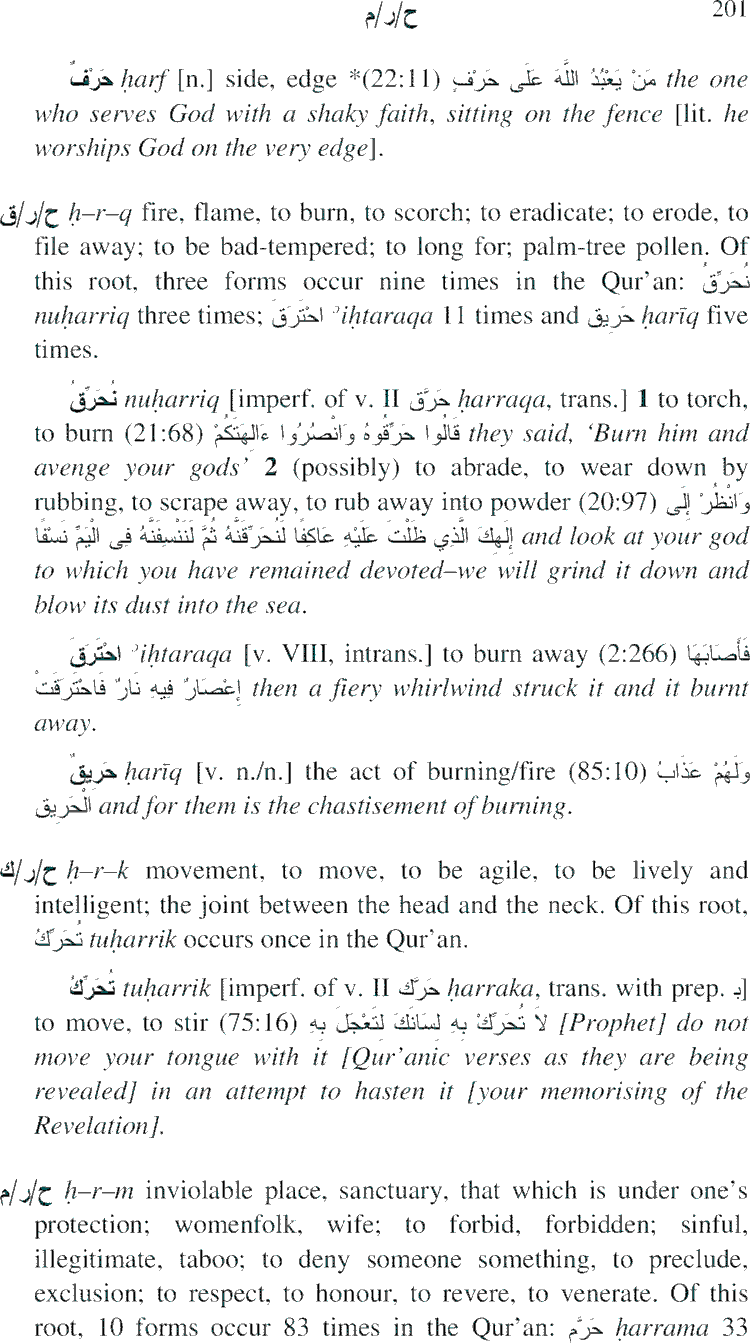 ح/ر/م 201
حَرْفٌ ḥarf [n.] side, edge *(22:11) مَنْ يَعْبُدُ اللَّهَ عَلَى حَرْفٍ the one
who serves God with a shaky faith, sitting on the fence [lit. he
worships God on the very edge].
ح/ر/ق ḥ–r–q fire, flame, to burn, to scorch; to eradicate; to erode, to
file away; to be bad-tempered; to long for; palm-tree pollen. Of
this root, three forms occur nine times in the Qur’an: نُحَرِّقُ
nuḥarriq three times; احْتَرَقَ ʾiḥtaraqa 11 times and حَرِيق ḥarīq five
times.
نُحَرِّقُ nuḥarriq [imperf. of v. II حَرَّق ḥarraqa, trans.] 1 to torch,
to burn (21:68) قَالُوا حَرِّقُوهُ وَانْصُرُوا ءَالِهَتَكُمْ they said, ‘Burn him and
avenge your gods’ 2 (possibly) to abrade, to wear down by
rubbing, to scrape away, to rub away into powder (20:97) وَانْظُرْ إِلَى
إِلَهِكَ الَّذِي ظَلْتَ عَلَيْهِ عَاكِفًا لَنُحَرِّقَنَّهُ ثُمَّ لَنَنْسِفَنَّهُ فِى الْيَمِّ نَسْفًا and look at your god
to which you have remained devoted–we will grind it down and
blow its dust into the sea.
احْتَرَقَ ʾiḥtaraqa [v. VIII, intrans.] to burn away (2:266) فَأَصَابَهَا
إِعْصَارٌ فِيهِ نَارٌ فَاحْتَرَقَتْ then a fiery whirlwind struck it and it burnt
away.
حَرِيقٌ ḥarīq [v. n./n.] the act of burning/fire (85:10) وَلَهُمْ عَذَابُ
الْحَرِيق and for them is the chastisement of burning.
ح/ر/ك ḥ–r–k movement, to move, to be agile, to be lively and
intelligent; the joint between the head and the neck. Of this root,
تُحَرِّكُ tuḥarrik occurs once in the Qur’an.
تُحَرِّكُ tuḥarrik [imperf. of v. II حَرَّك ḥarraka, trans. with prep. بِـ]
to move, to stir (75:16) لاَ تُحَرِّكْ بِهِ لِسَانَكَ لِتَعْجَلَ بِهِ [Prophet] do not
move your tongue with it [Qur’anic verses as they are being
revealed] in an attempt to hasten it [your memorising of the
Revelation].
ح/ر/م ḥ–r–m inviolable place, sanctuary, that which is under one’s
protection; womenfolk, wife; to forbid, forbidden; sinful,
illegitimate, taboo; to deny someone something, to preclude,
exclusion; to respect, to honour, to revere, to venerate. Of this
root, 10 forms occur 83 times in the Qur’an: حَرَّم ḥarrama 33